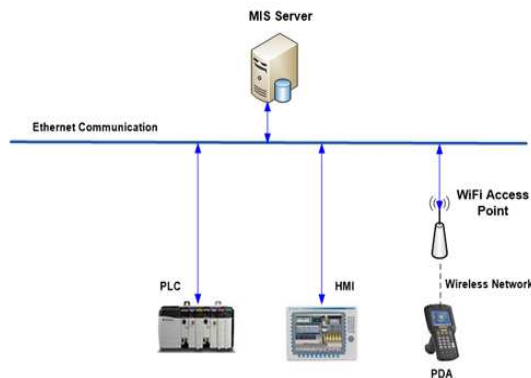 MIS Server
Ethernet Communication
WiFi Access
Point
PLC
HMI
Wireless Network
PDA